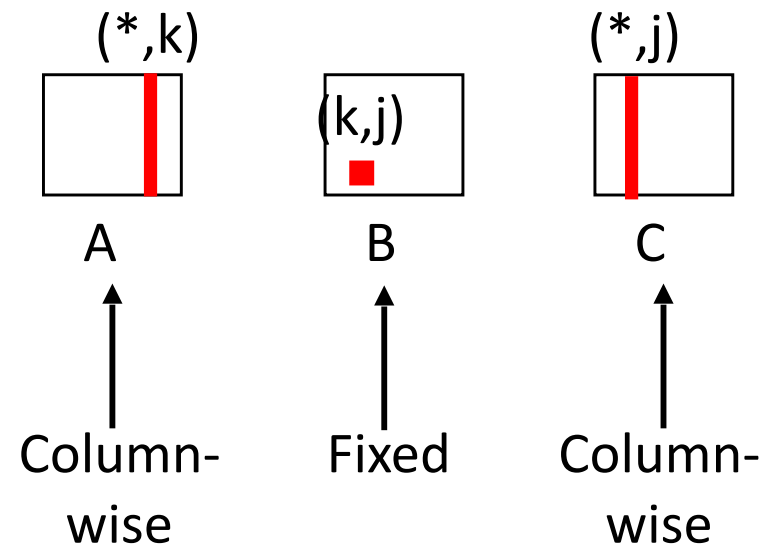 (*,k)
(k,j)
(*,j)
A
B
C
Column-
wise
Fixed
Column-
wise